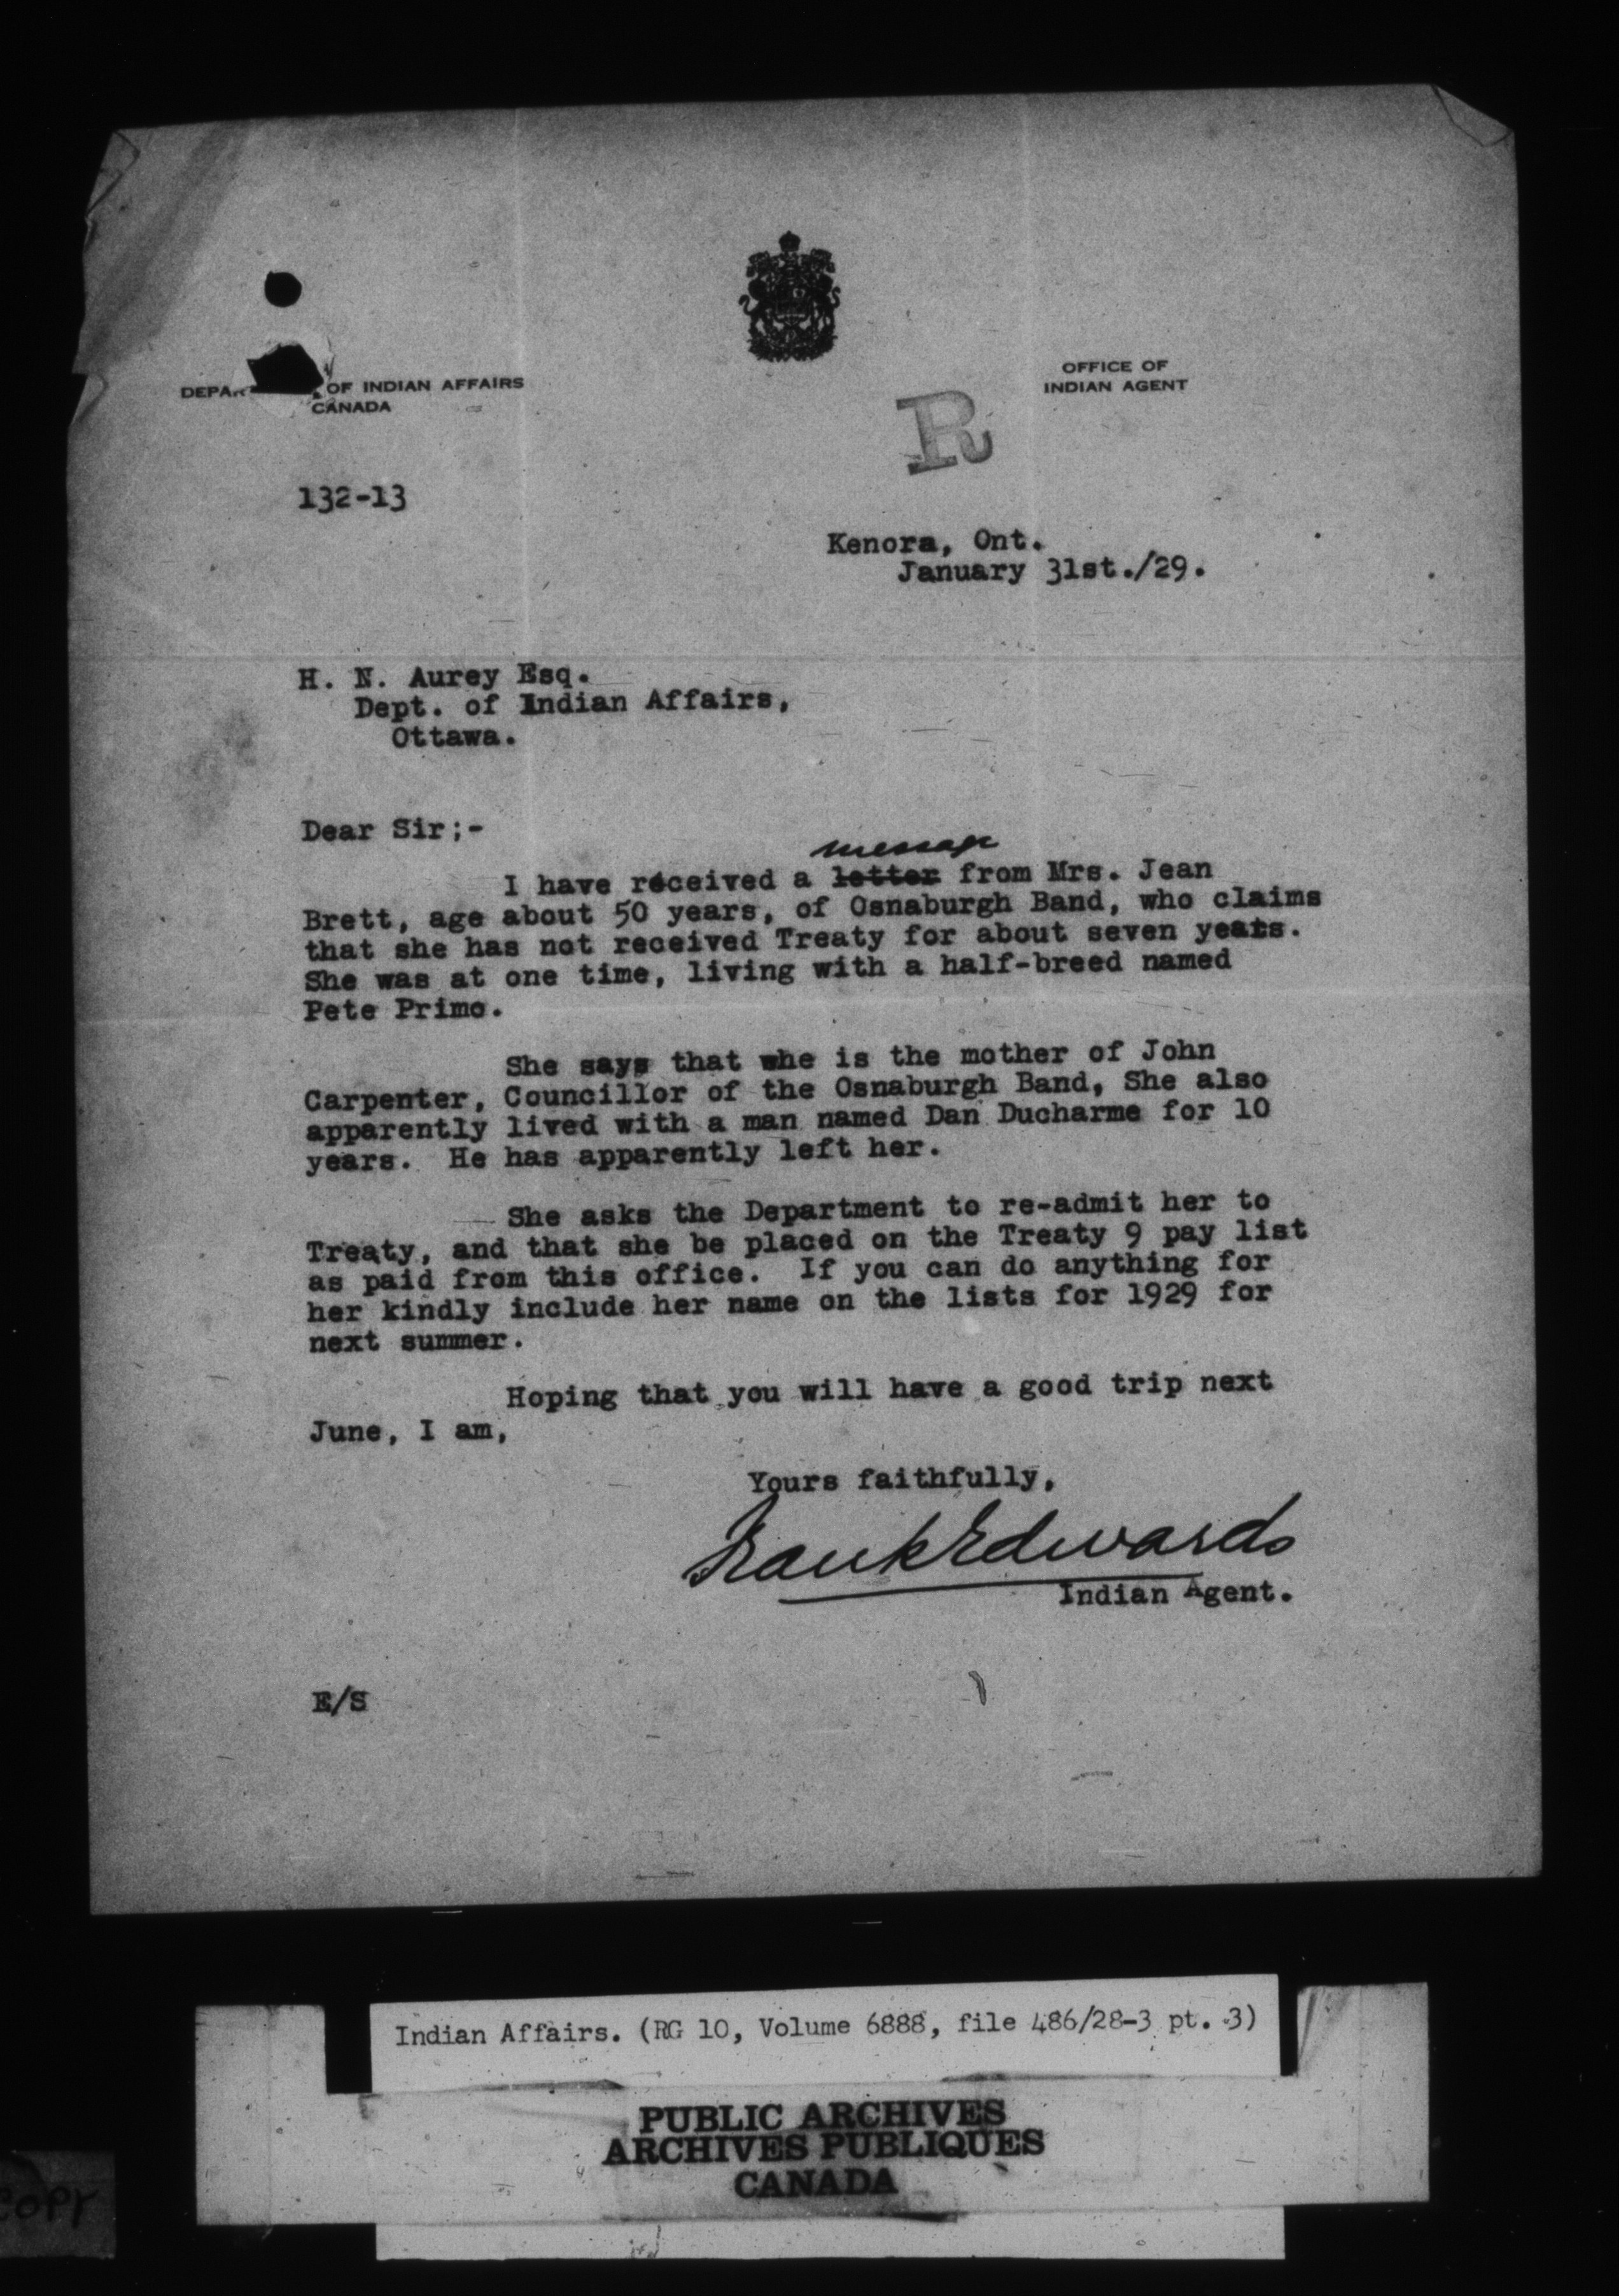 OF INDIAN AFFAIRS
CANADA
OFFICE OF
INDIAN AGENT
R
132-13
Kenora, Ont.
January 31st./29.
H. N. Aurey Esq.
Dept. of Indian Affairs,
Ottawa.
Dear Sir;-
message
I have received a letter from Mrs. Jean
Brett, age about 50 years, of Osnaburgh Band, who claims
that she has not received Treaty for about seven years.
She was at one time, living with a half-breed named
Pete Primo.
She says that whe is the mother of John
Carpenter, Councillor of the Osnaburgh Band, She also
apparently lived with a man named Dan Ducharme for 10
years. He has apparently left her.
She asks the Department to re-admit her to
Treaty, and that she be placed on the Treaty 9 pay list
as paid from this office. If you can do anything for
her kindly include her name on the lists for 1929 for
next summer.
Hoping that you will have a good trip next
June, I am,
Yours faithfully,
Frank Edwards
Indian Agent.
E/S
Indian Affairs. (RG 10, Volume 6888, file 486/28-3 pt. 3)
PUBLIC ARCHIVES
ARCHIVES PUBLIQUES
CANADA
COPY